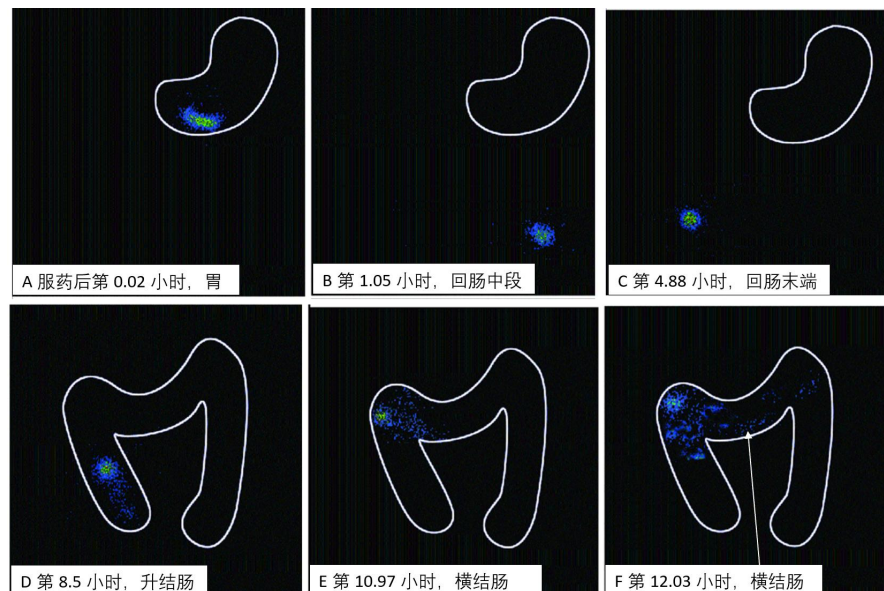 A 服药后第 0.02 小时，胃
B 第 1.05 小时，回肠中段
C 第 4.88 小时，回肠末端
D 第 8.5 小时，升结肠
E 第 10.97 小时，横结肠
F 第 12.03 小时，横结肠